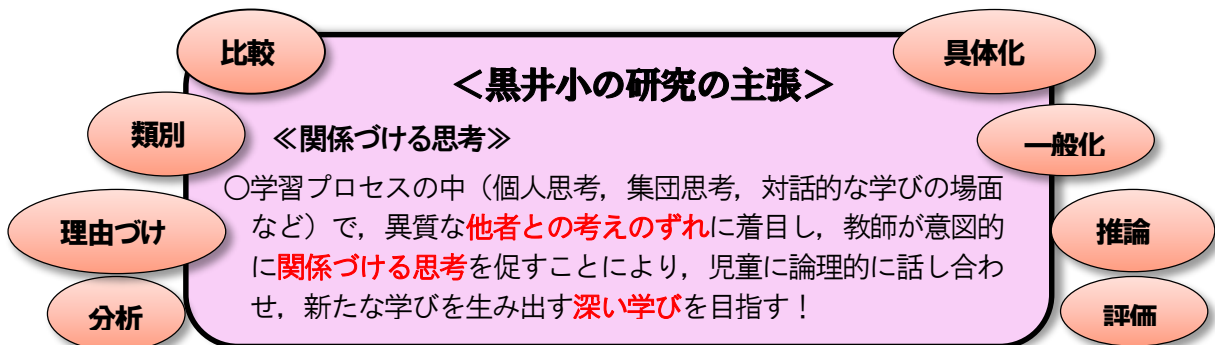 比較
具体化
＜黒井小の研究の主張＞
類別
≪関係づける思考≫
一般化
○学習プロセスの中（個人思考，集団思考，対話的な学びの場面
など）で，異質な他者との考えのずれに着目し，教師が意図的
に関係づける思考を促すことにより，児童に論理的に話し合わ
せ，新たな学びを生み出す深い学びを目指す！
理由づけ
推論
分析
評価